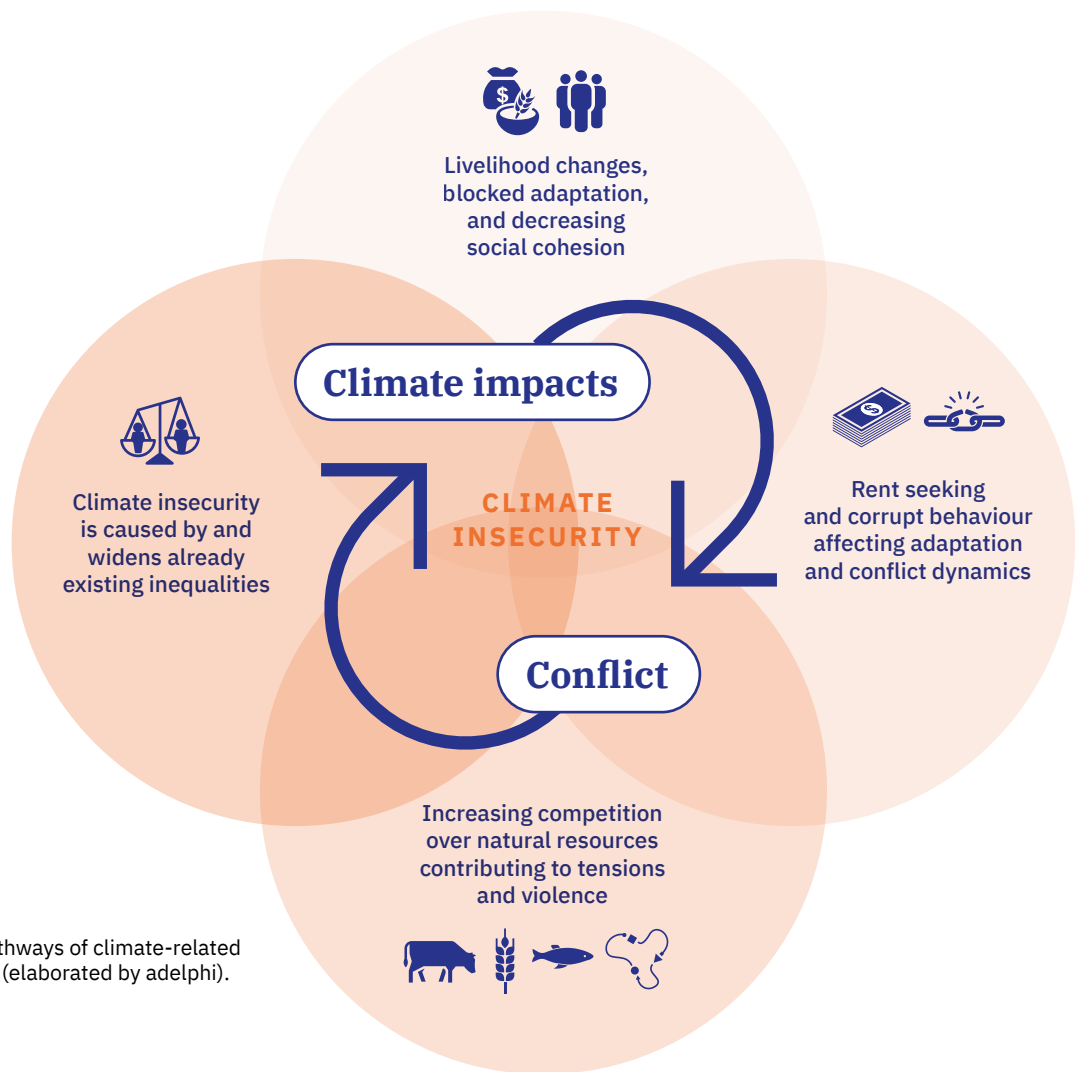 $
Livelihood changes,
blocked adaptation,
and decreasing
social cohesion
Climate impacts
$
Climate insecurity
is caused by and
widens already
existing inequalities
CLIMATE
INSECURITY
Rent seeking
and corrupt behaviour
affecting adaptation
and conflict dynamics
Conflict
Increasing competition
over natural resources
contributing to tensions
and violence
thways of climate-related
(elaborated by adelphi).